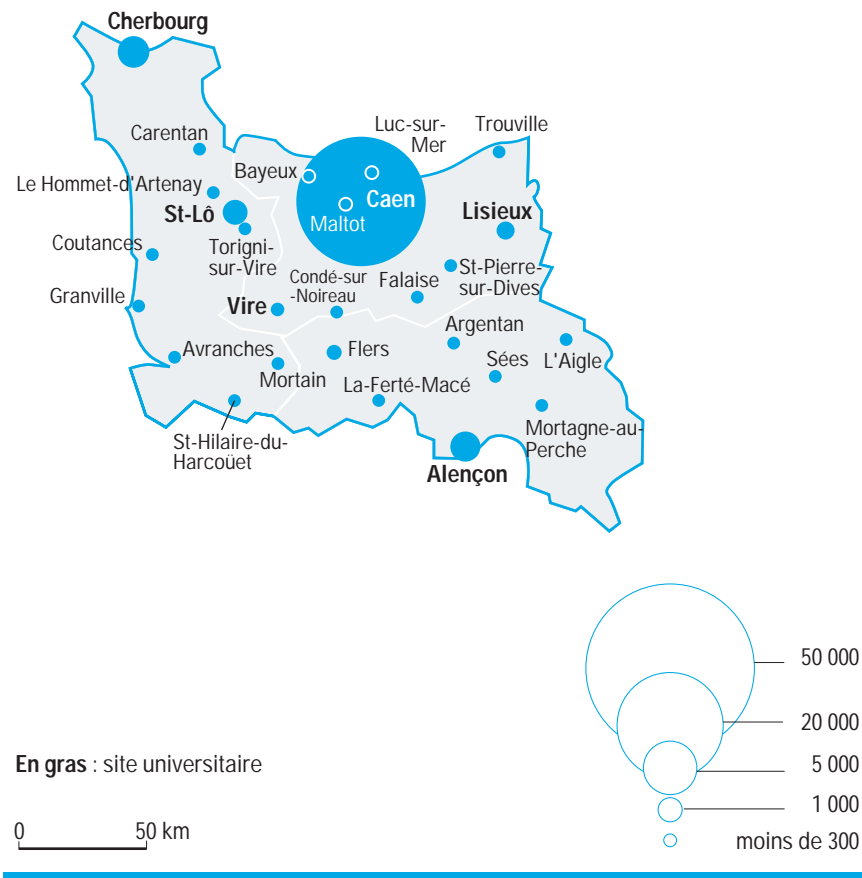 Cherbourg
Carentan
Luc-sur-
Mer
Trouville
Bayeux
Le Hommet-d'Artenay
Caen
St-Lô
Maltot
Lisieux
Coutances
Torigni-
sur-Vire
Condé-sur
-Noireau
Falaise
St-Pierre-
sur-Dives
Granville
Vire
Argentan
Avranches
Flers
Sées
L'Aigle
Mortain
La-Ferté-Macé
St-Hilaire-du-
Harcoüet
Mortagne-au-
Perche
Alençon
50 000
20 000
5 000
1 000
moins de 300
En gras : site universitaire
0 50 km